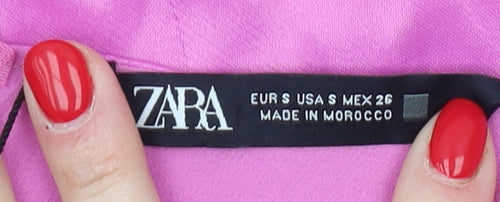 ZARA
EUR S USA S MEX 26
MADE IN MOROCCO